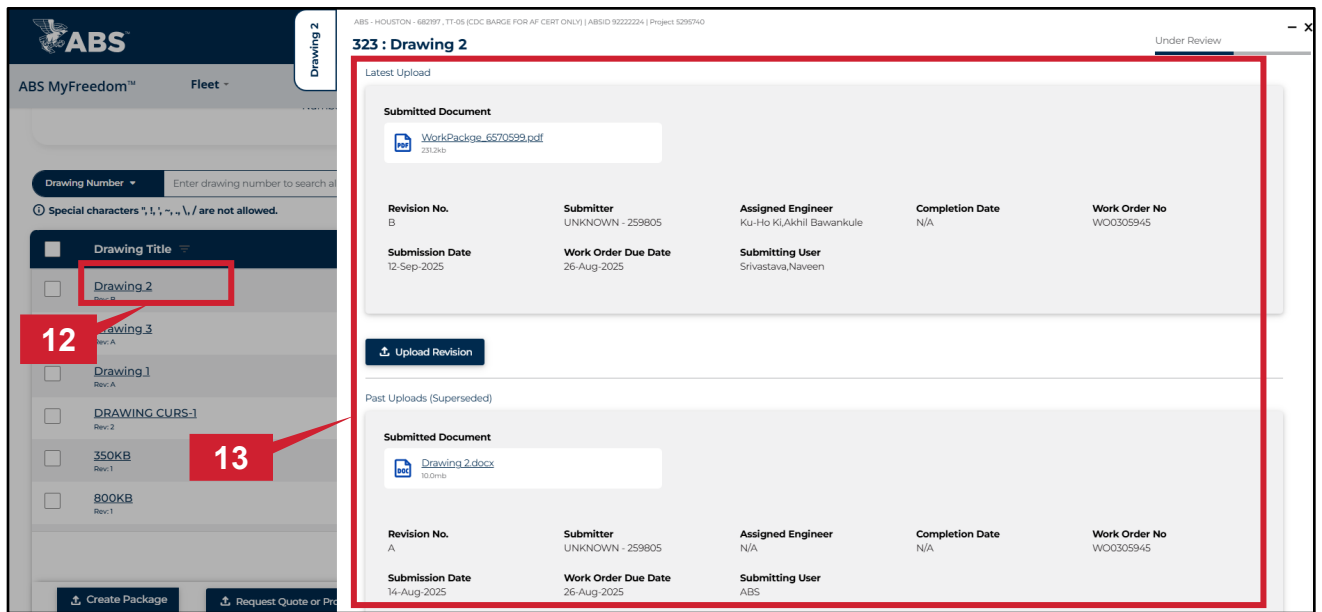 ABS
Drawing 2
ABS MyFreedom™ Fleet
Drawing Number Enter drawing number to search al
Special characters ", !, ', ~, ., \, / are not allowed.
Drawing Title
Drawing 2
Rev: B
12
Drawing 3
Rev: A
Drawing 1
Rev: A
DRAWING CURS-1
Rev: 2
350KB
Rev: 1
13
800KB
Rev: 1
Create Package Request Quote or Pro
ABS - HOUSTON - 682197 , TT-05 (CDC BARGE FOR AF CERT ONLY) | ABSID 92222224 | Project 5295740
– x
323 : Drawing 2
Under Review
Latest Upload
Submitted Document
PDF WorkPackge_6570599.pdf
231.2kb
Revision No. Submitter Assigned Engineer Completion Date Work Order No
B UNKNOWN - 259805 Ku-Ho Ki,Akhil Bawankule N/A WO0305945
Submission Date Work Order Due Date Submitting User
12-Sep-2025 26-Aug-2025 Srivastava,Naveen
Upload Revision
Past Uploads (Superseded)
Submitted Document
DOC Drawing 2.docx
10.0mb
Revision No. Submitter Assigned Engineer Completion Date Work Order No
A UNKNOWN - 259805 N/A N/A WO0305945
Submission Date Work Order Due Date Submitting User
14-Aug-2025 26-Aug-2025 ABS